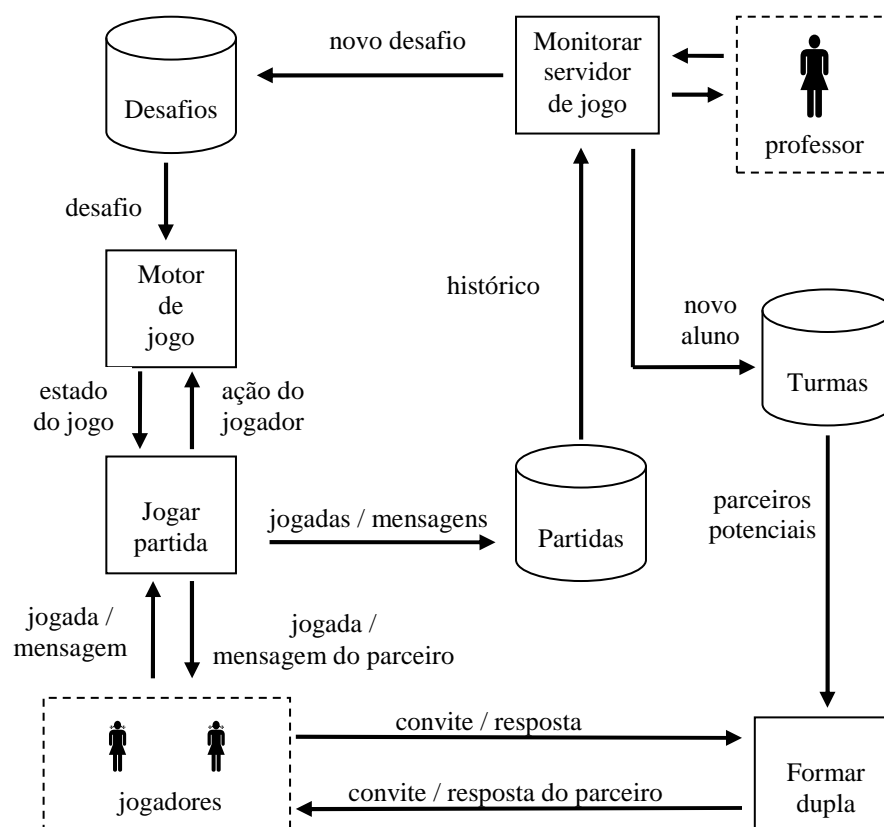 novo desafio
Monitorar
servidor
de jogo
Desafios
professor
desafio
Motor
de
jogo
histórico
novo
aluno
Turmas
estado
do jogo
ação do
jogador
Jogar
partida
jogadas / mensagens
Partidas
parceiros
potenciais
jogada /
mensagem
jogada /
mensagem do parceiro
convite / resposta
jogadores
convite / resposta do parceiro
Formar
dupla